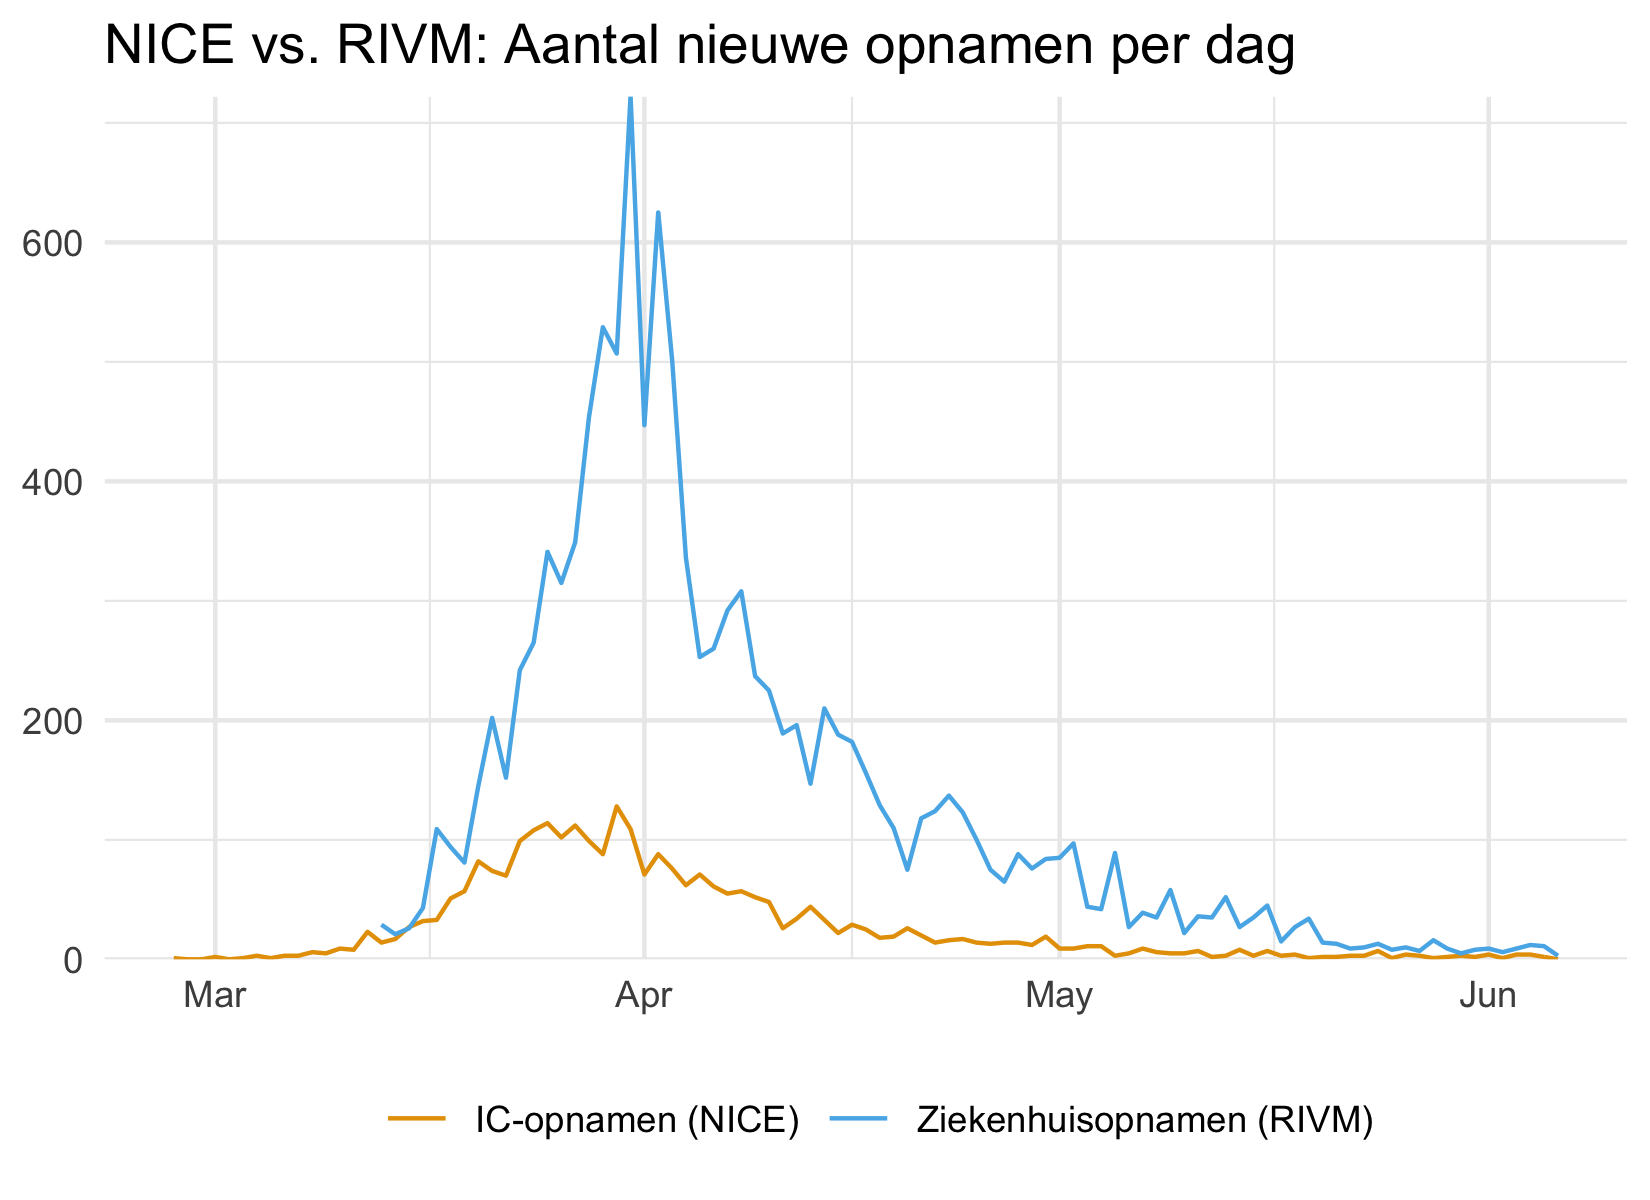 NICE vs. RIVM: Aantal nieuwe opnamen per dag
600
400
200
0
Mar Apr May Jun
IC-opnamen (NICE) Ziekenhuisopnamen (RIVM)